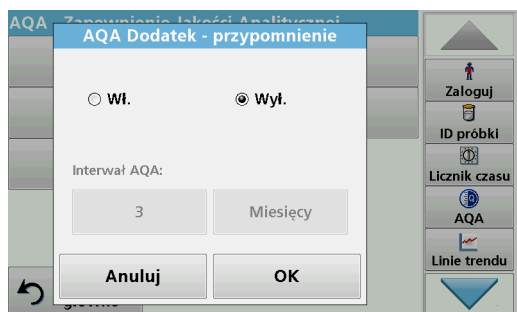 AQA - Zapewnienie Jakości Analitycznej
AQA Dodatek - przypomnienie
Wł.
Wył.
Interwał AQA:
3
Miesięcy
Anuluj
OK
Zaloguj
ID próbki
Licznik czasu
AQA
Linie trendu